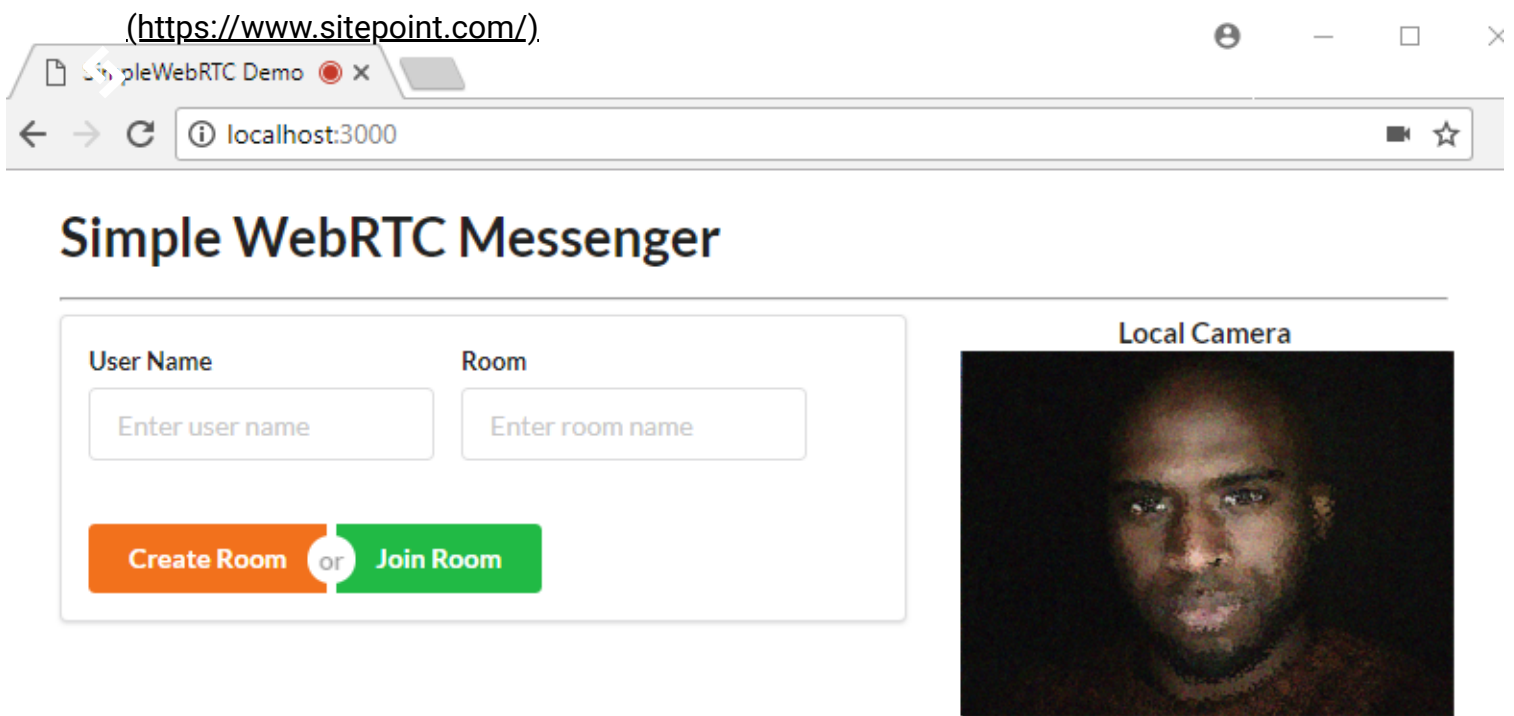 (https://www.sitepoint.com/)
SimpleWebRTC Demo
localhost:3000
Simple WebRTC Messenger
Local Camera
User Name Room
Enter user name Enter room name
Create Room or Join Room